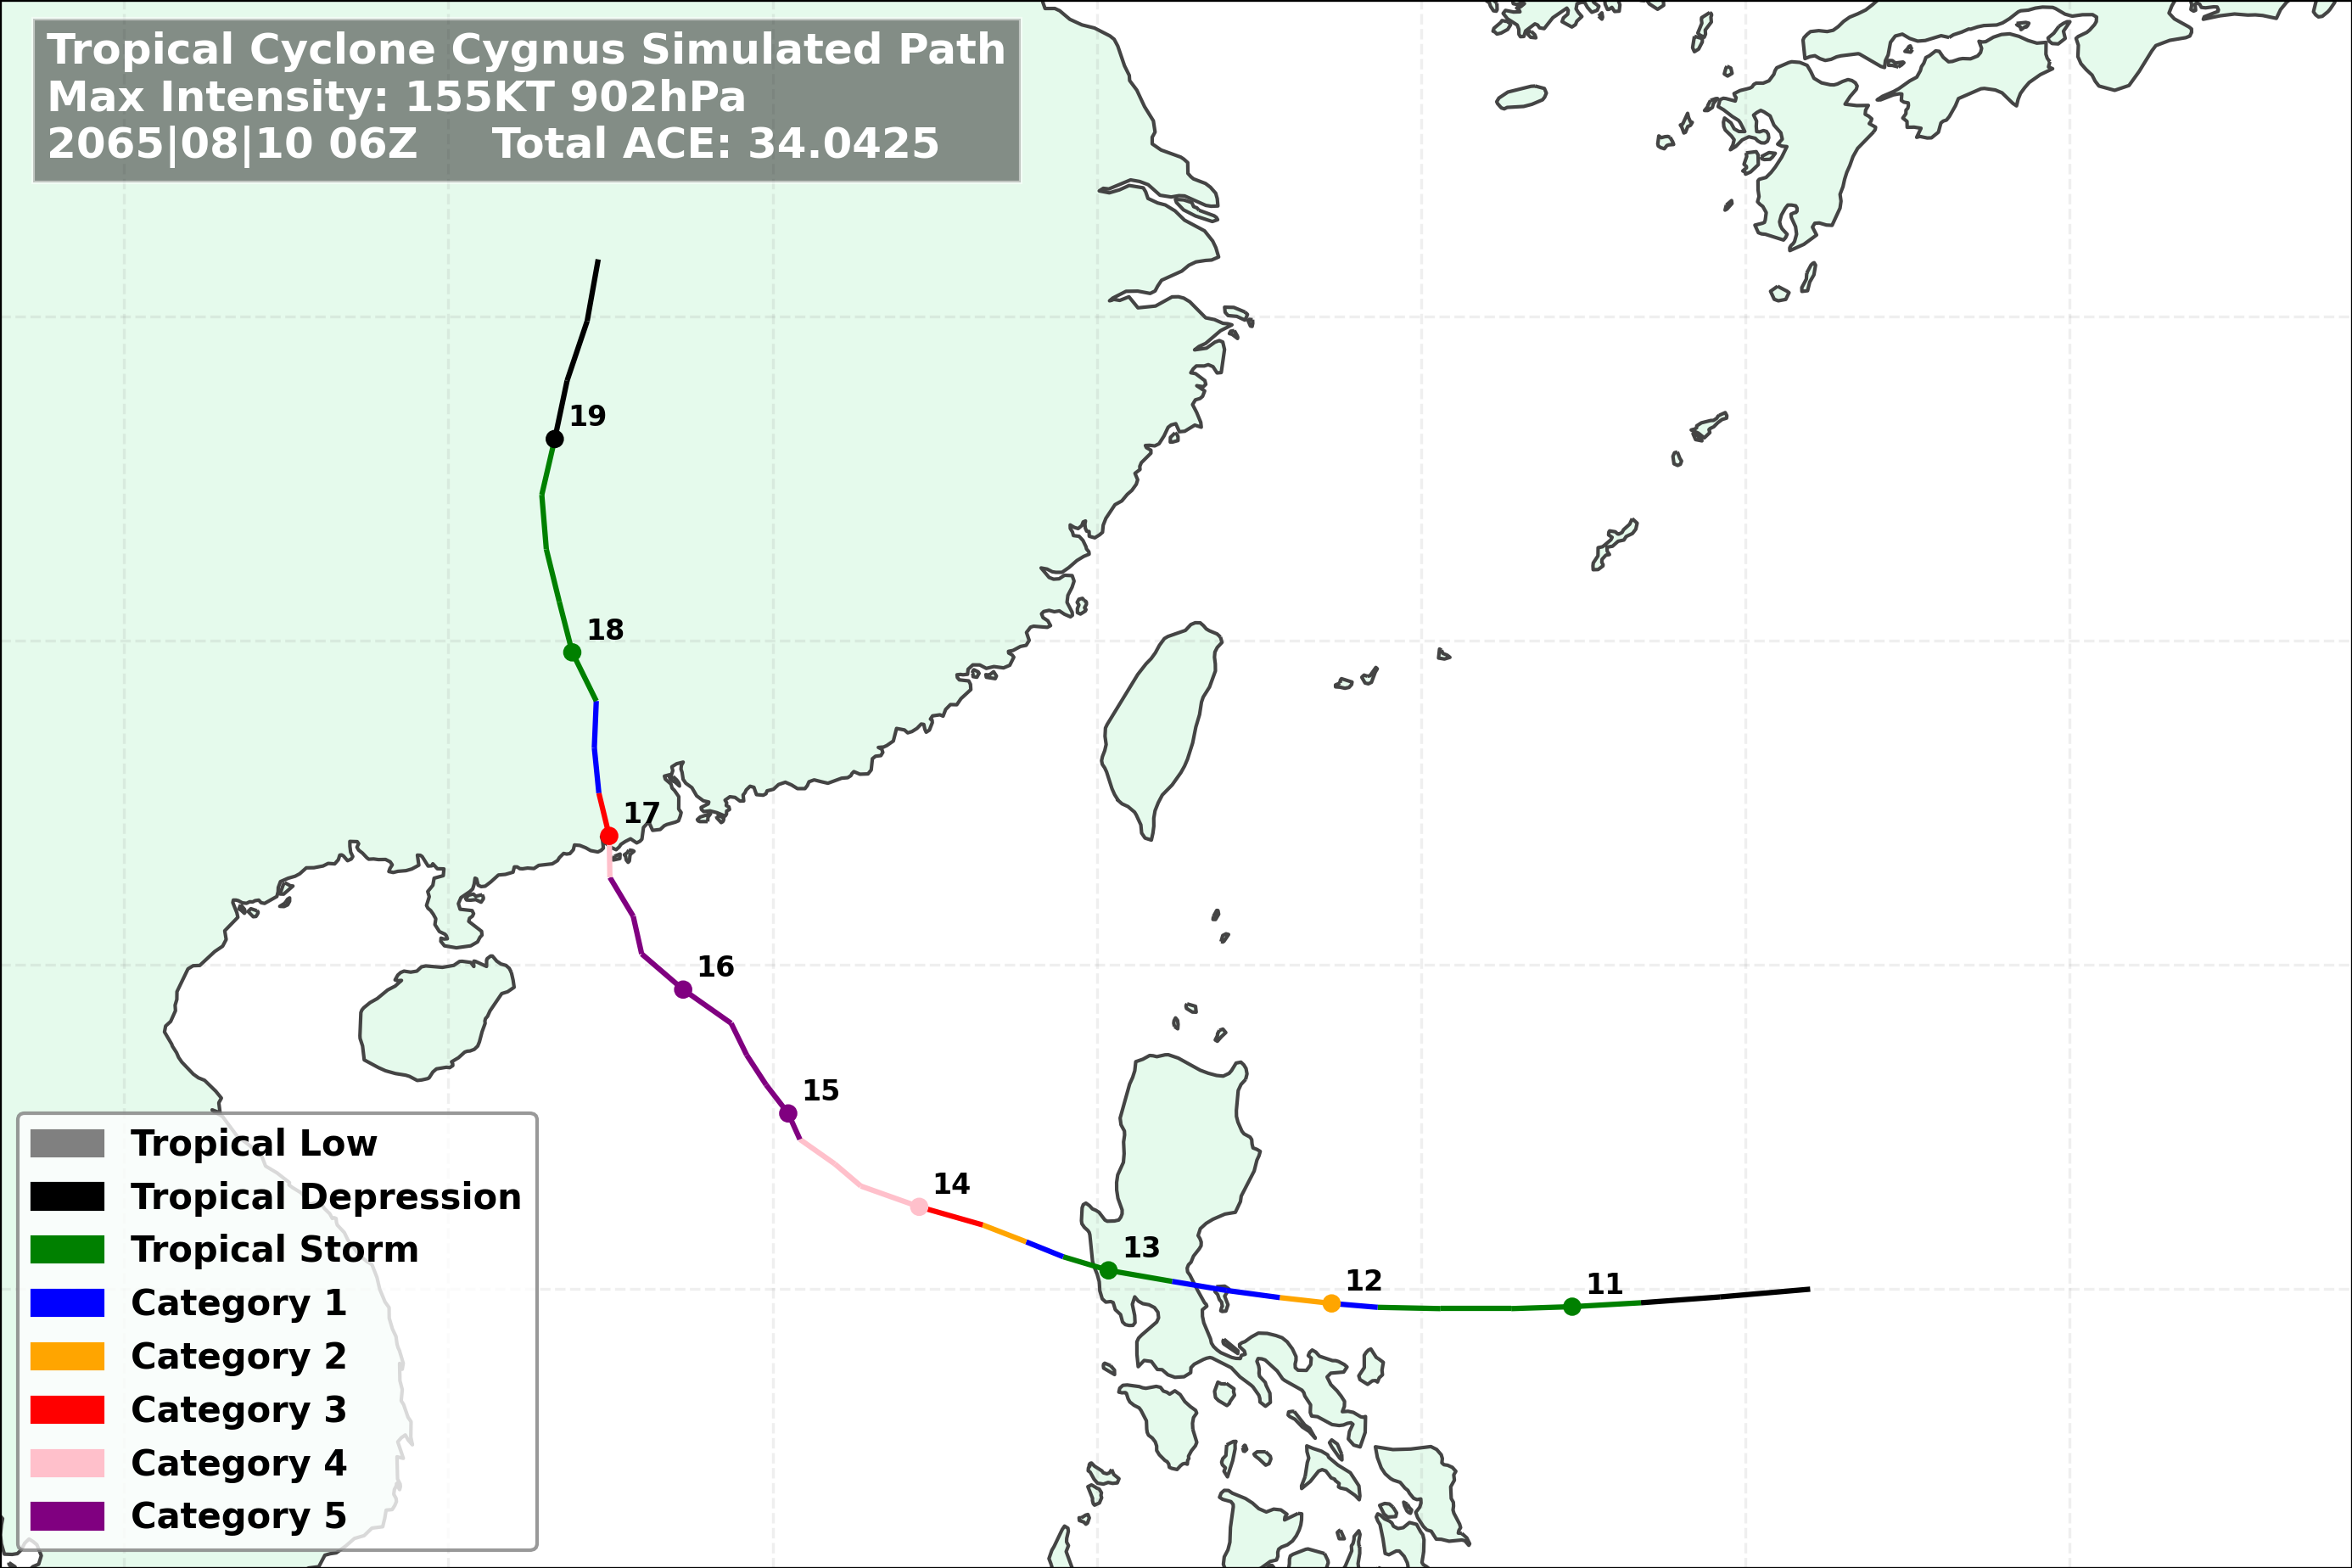 Tropical Cyclone Cygnus Simulated Path
Max Intensity: 155KT 902hPa
2065|08|10 06Z     Total ACE: 34.0425
19
18
17
16
15
14
13
12
11
Tropical Low
Tropical Depression
Tropical Storm
Category 1
Category 2
Category 3
Category 4
Category 5